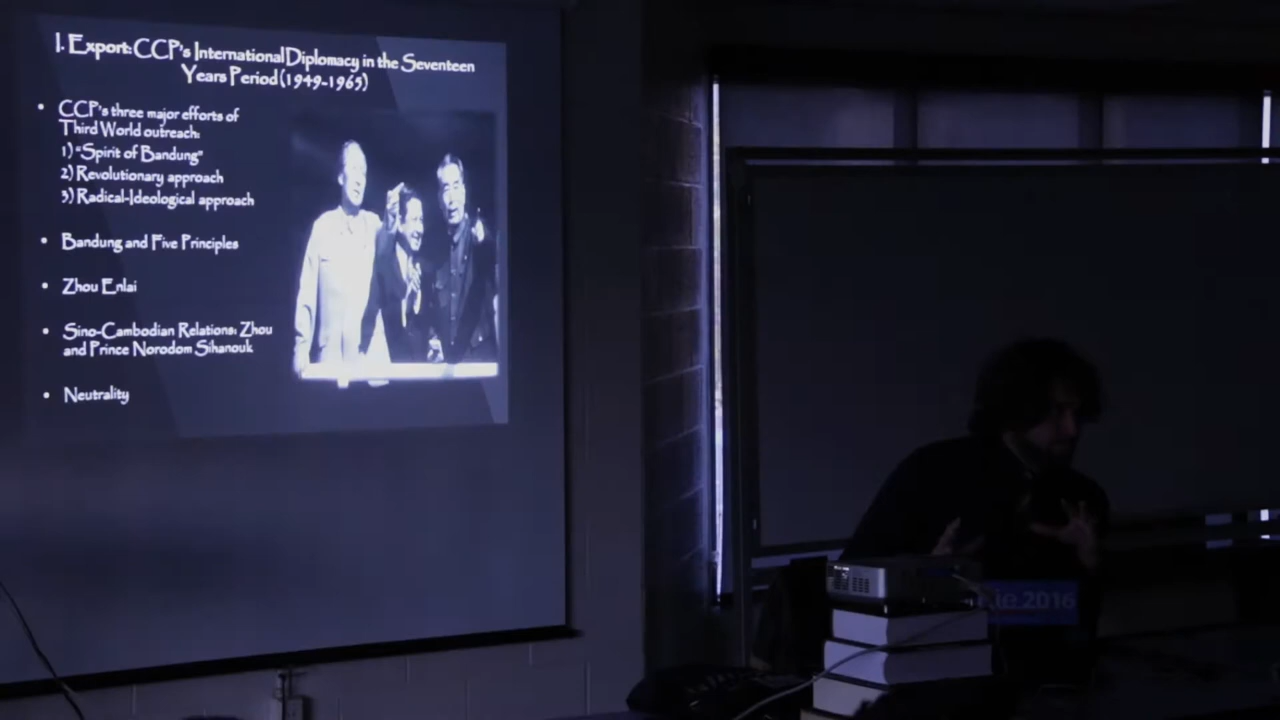 I. Export: CCP's International Diplomacy in the Seventeen
Years Period (1949-1965)
• CCP's three major efforts of
Third World outreach:
1) "Spirit of Bandung"
2) Revolutionary approach
3) Radical-Ideological approach
• Bandung and Five Principles
• Zhou Enlai
• Sino-Cambodian Relations: Zhou
and Prince Norodom Sihanouk
• Neutrality
2016